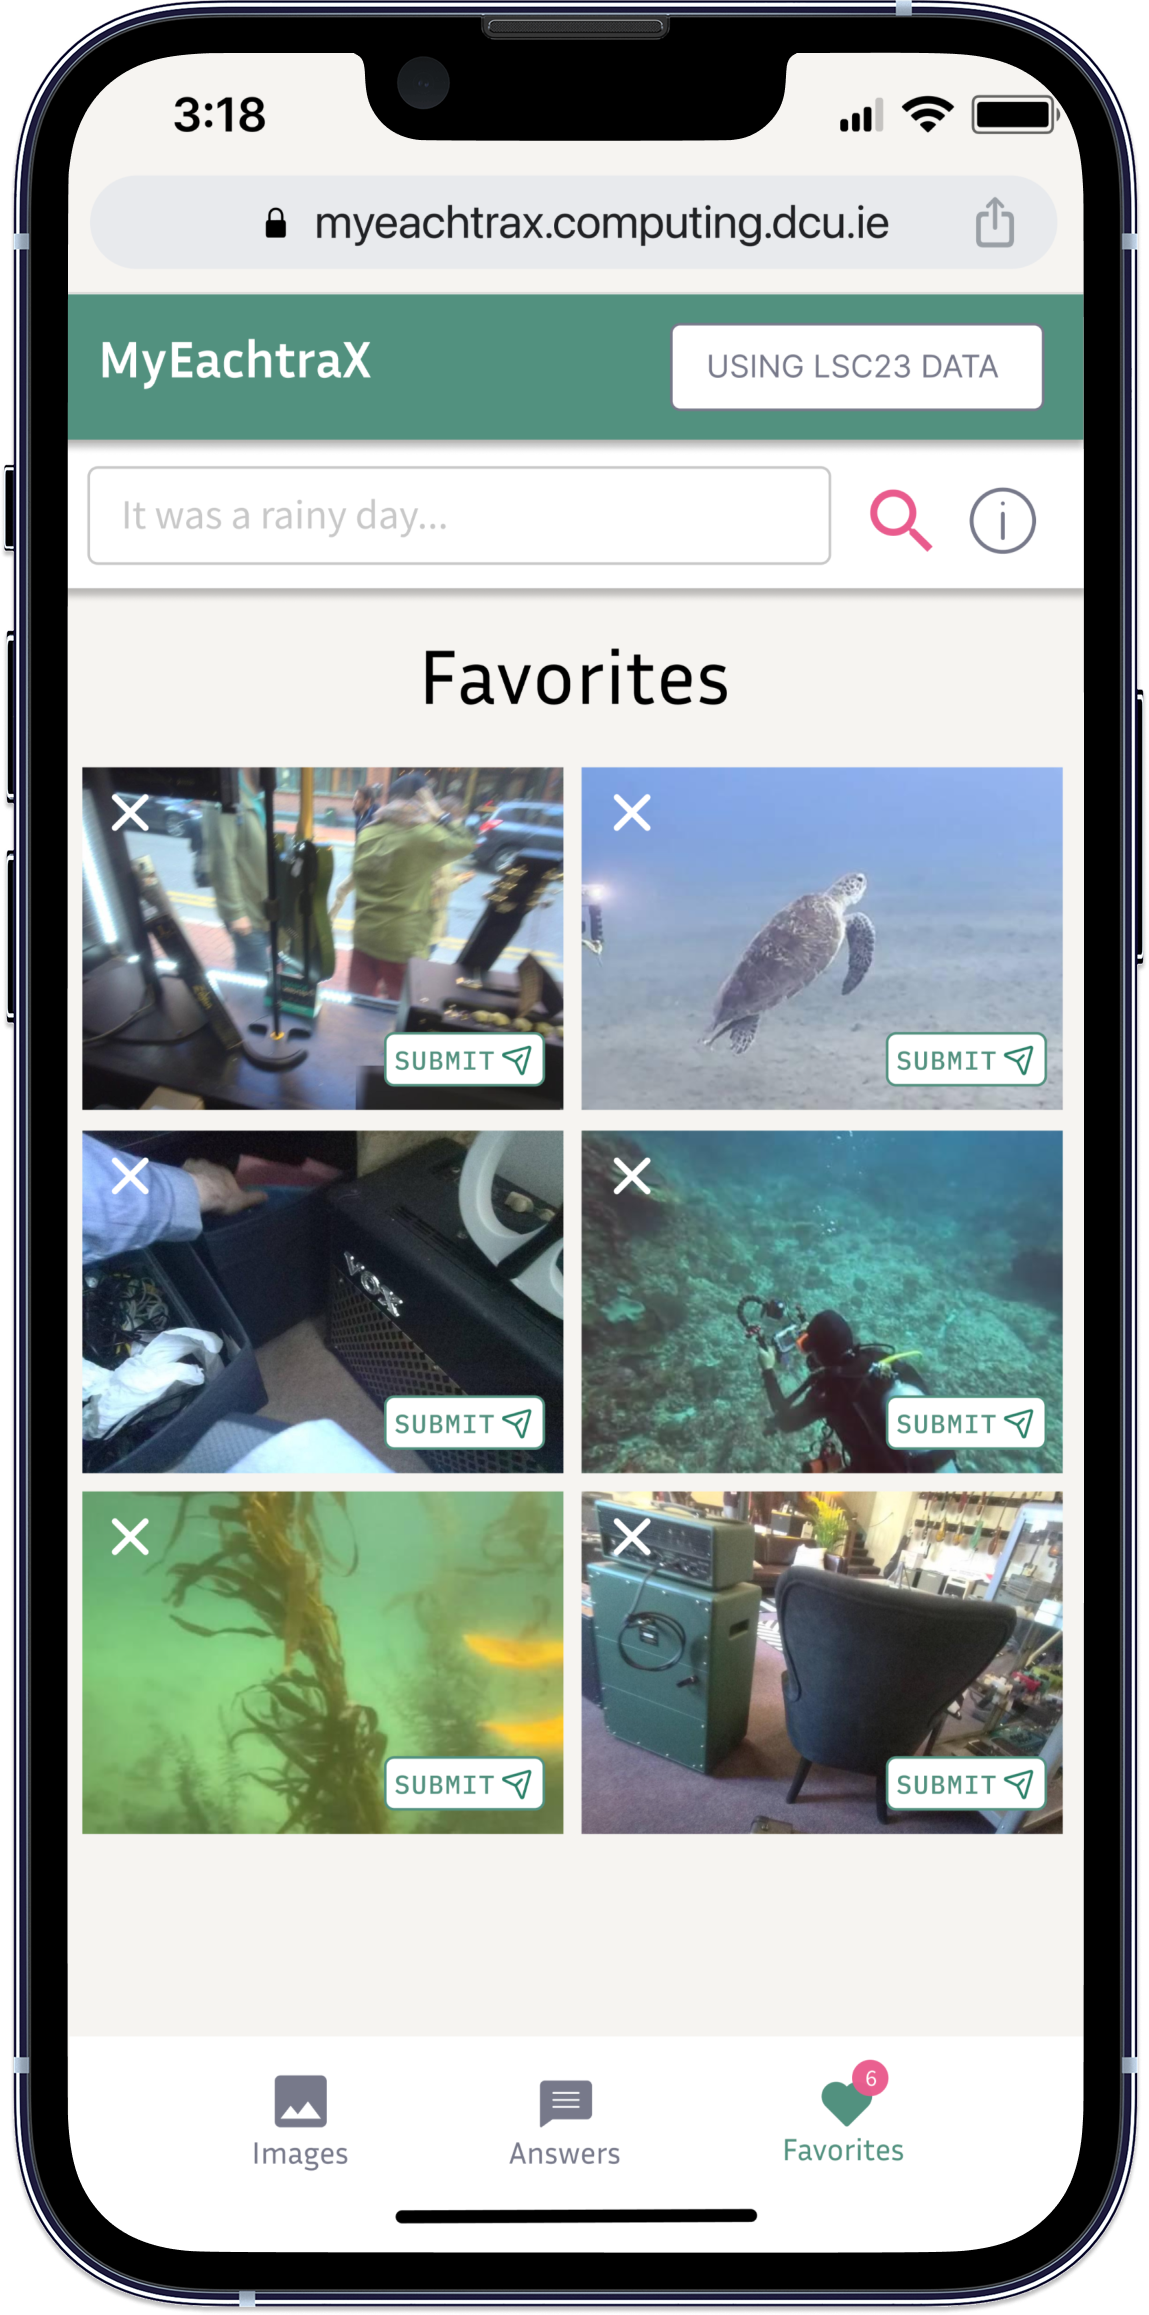 3:18
myeachtrax.computing.dcu.ie
MyEachtraX
USING LSC23 DATA
It was a rainy day...
Favorites
SUBMIT
SUBMIT
VOX
SUBMIT
SUBMIT
SUBMIT
SUBMIT
6
Images
Answers
Favorites